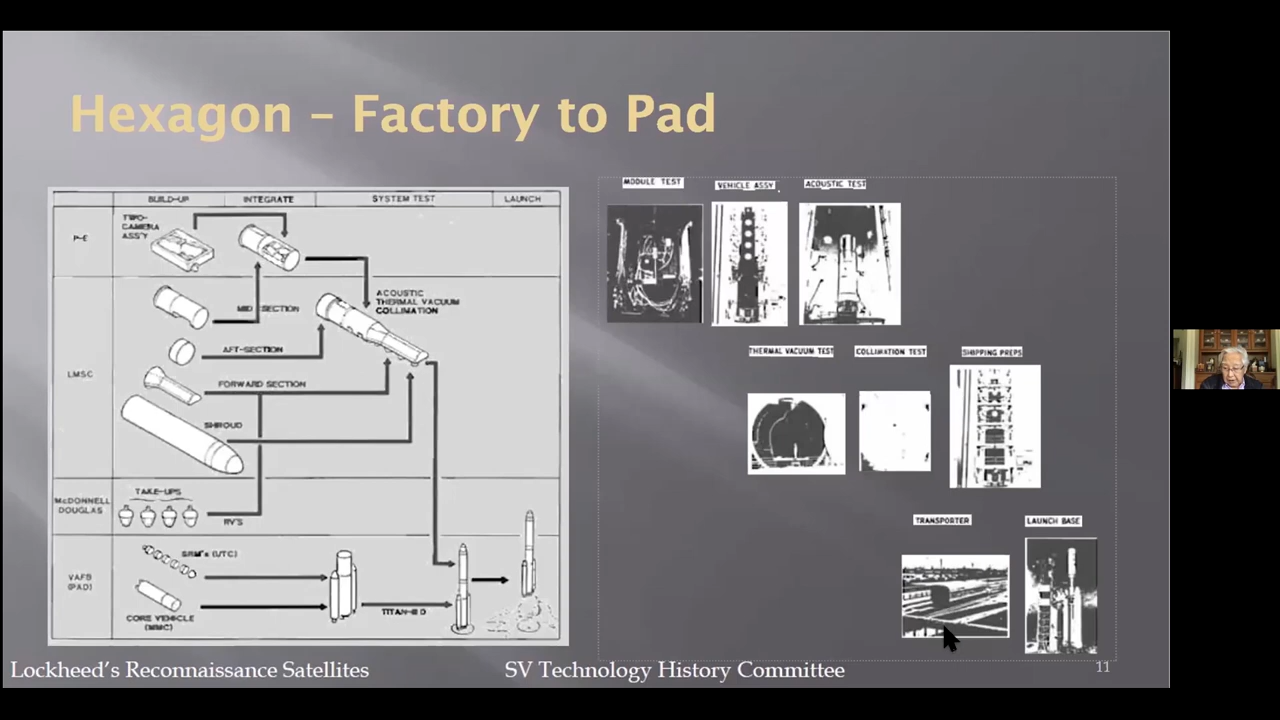 Hexagon – Factory to Pad
BUILD-UP INTEGRATE SYSTEM TEST LAUNCH
P-E
TWO-
CAMERA
ASS'Y
MID SECTION
ACOUSTIC
THERMAL VACUUM
COLLIMATION
AFT-SECTION
LMSC
FORWARD SECTION
SHROUD
McDONNELL
DOUGLAS
TAKE-UPS
RV'S
VAFB
(PAD)
SRM's (UTC)
CORE VEHICLE
(MMC)
TITAN-III D
MODULE TEST
VEHICLE ASSY
ACOUSTIC TEST
THERMAL VACUUM TEST
COLLIMATION TEST
SHIPPING PREPS
TRANSPORTER
LAUNCH BASE
Lockheed's Reconnaissance Satellites
SV Technology History Committee
11